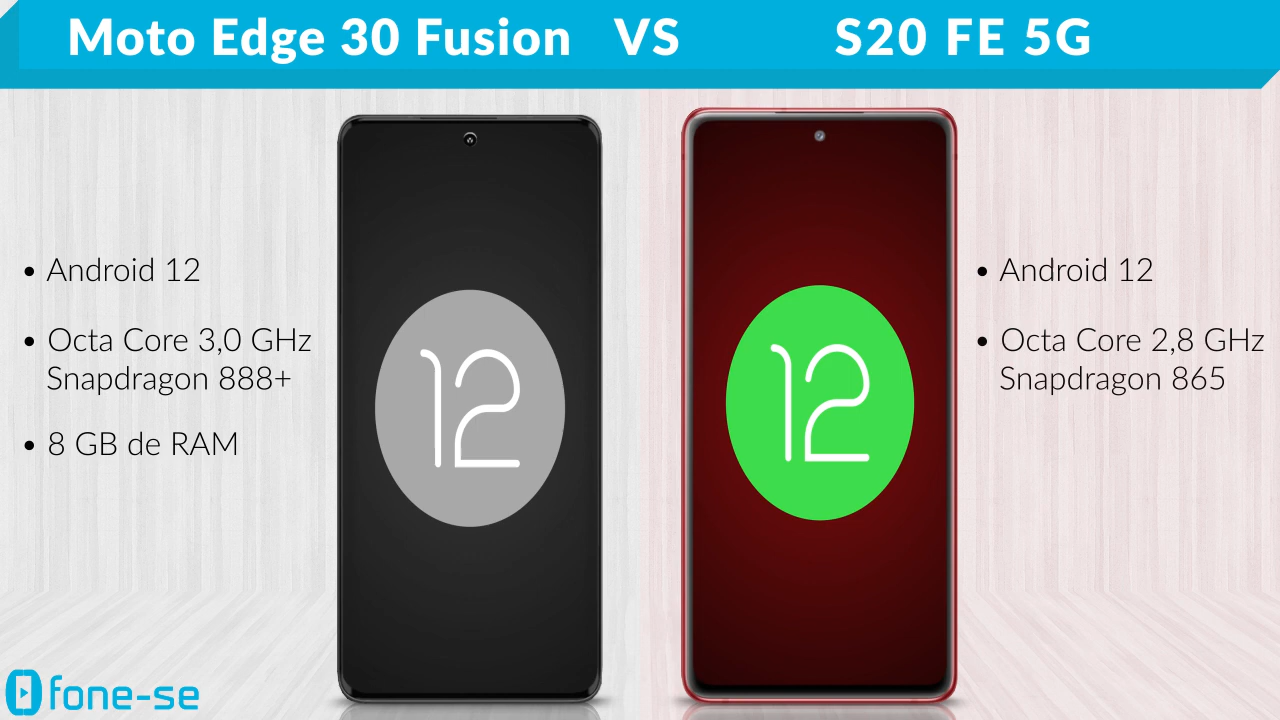 Moto Edge 30 Fusion VS S20 FE 5G
• Android 12
• Octa Core 3,0 GHz
Snapdragon 888+
• 8 GB de RAM
12
12
• Android 12
• Octa Core 2,8 GHz
Snapdragon 865
fone-se